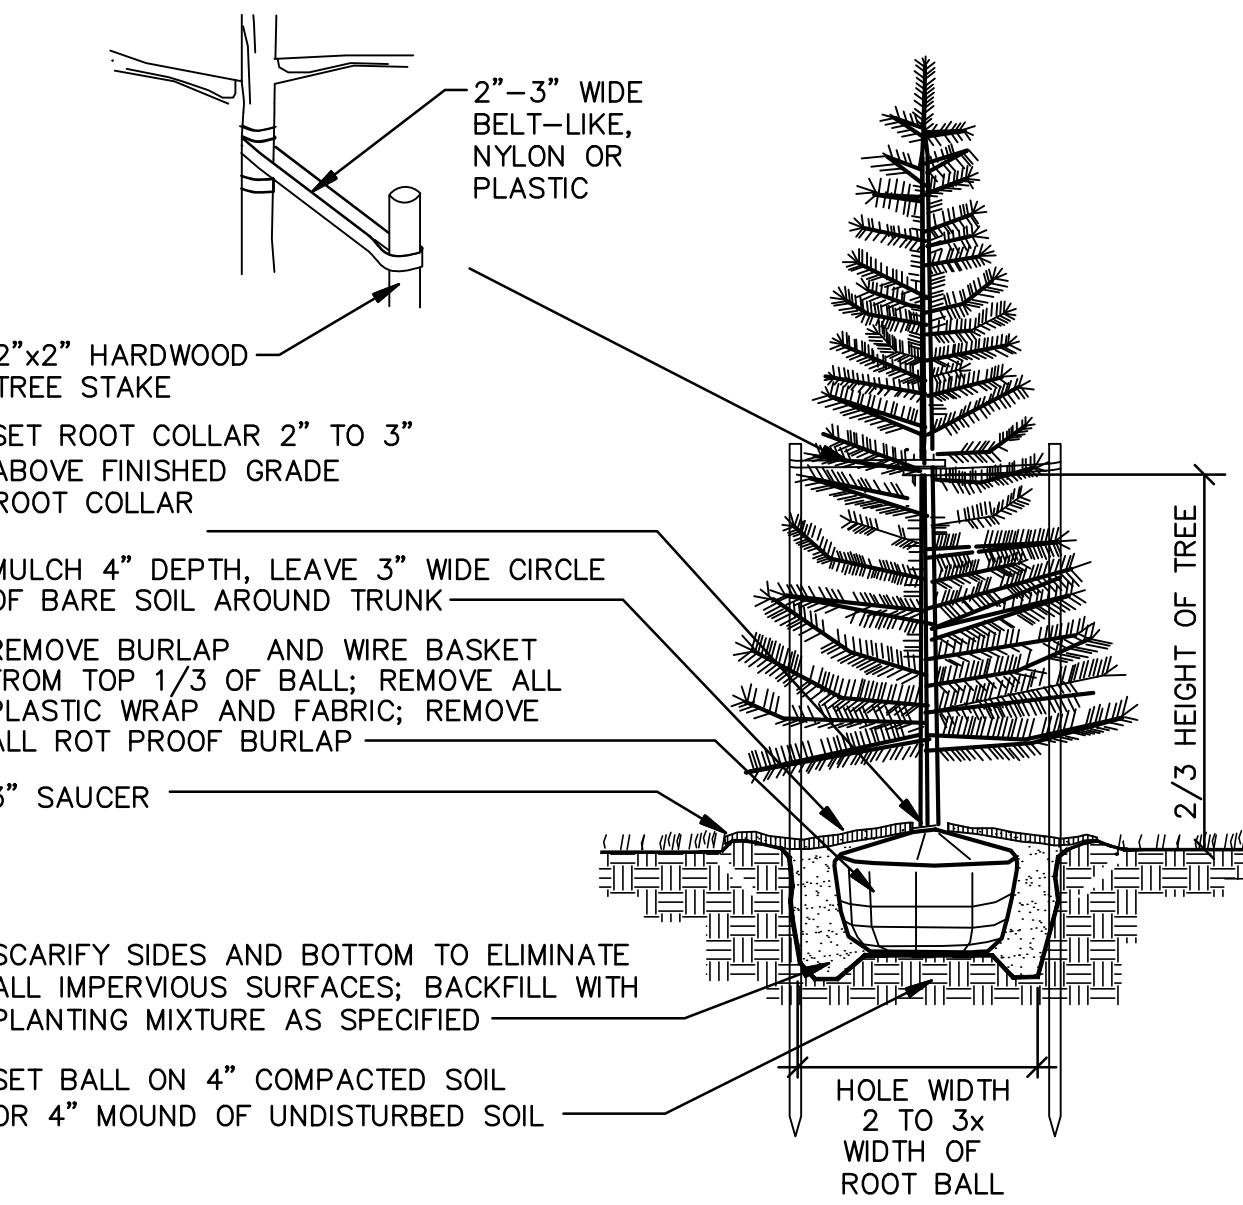 2"–3" WIDE
BELT–LIKE,
NYLON OR
PLASTIC
2"x2" HARDWOOD
TREE STAKE
SET ROOT COLLAR 2" TO 3"
ABOVE FINISHED GRADE
ROOT COLLAR
MULCH 4" DEPTH, LEAVE 3" WIDE CIRCLE
OF BARE SOIL AROUND TRUNK
REMOVE BURLAP AND WIRE BASKET
FROM TOP 1/3 OF BALL; REMOVE ALL
PLASTIC WRAP AND FABRIC; REMOVE
ALL ROT PROOF BURLAP
3" SAUCER
SCARIFY SIDES AND BOTTOM TO ELIMINATE
ALL IMPERVIOUS SURFACES; BACKFILL WITH
PLANTING MIXTURE AS SPECIFIED
SET BALL ON 4" COMPACTED SOIL
OR 4" MOUND OF UNDISTURBED SOIL
2/3 HEIGHT OF TREE
HOLE WIDTH
2 TO 3x
WIDTH OF
ROOT BALL